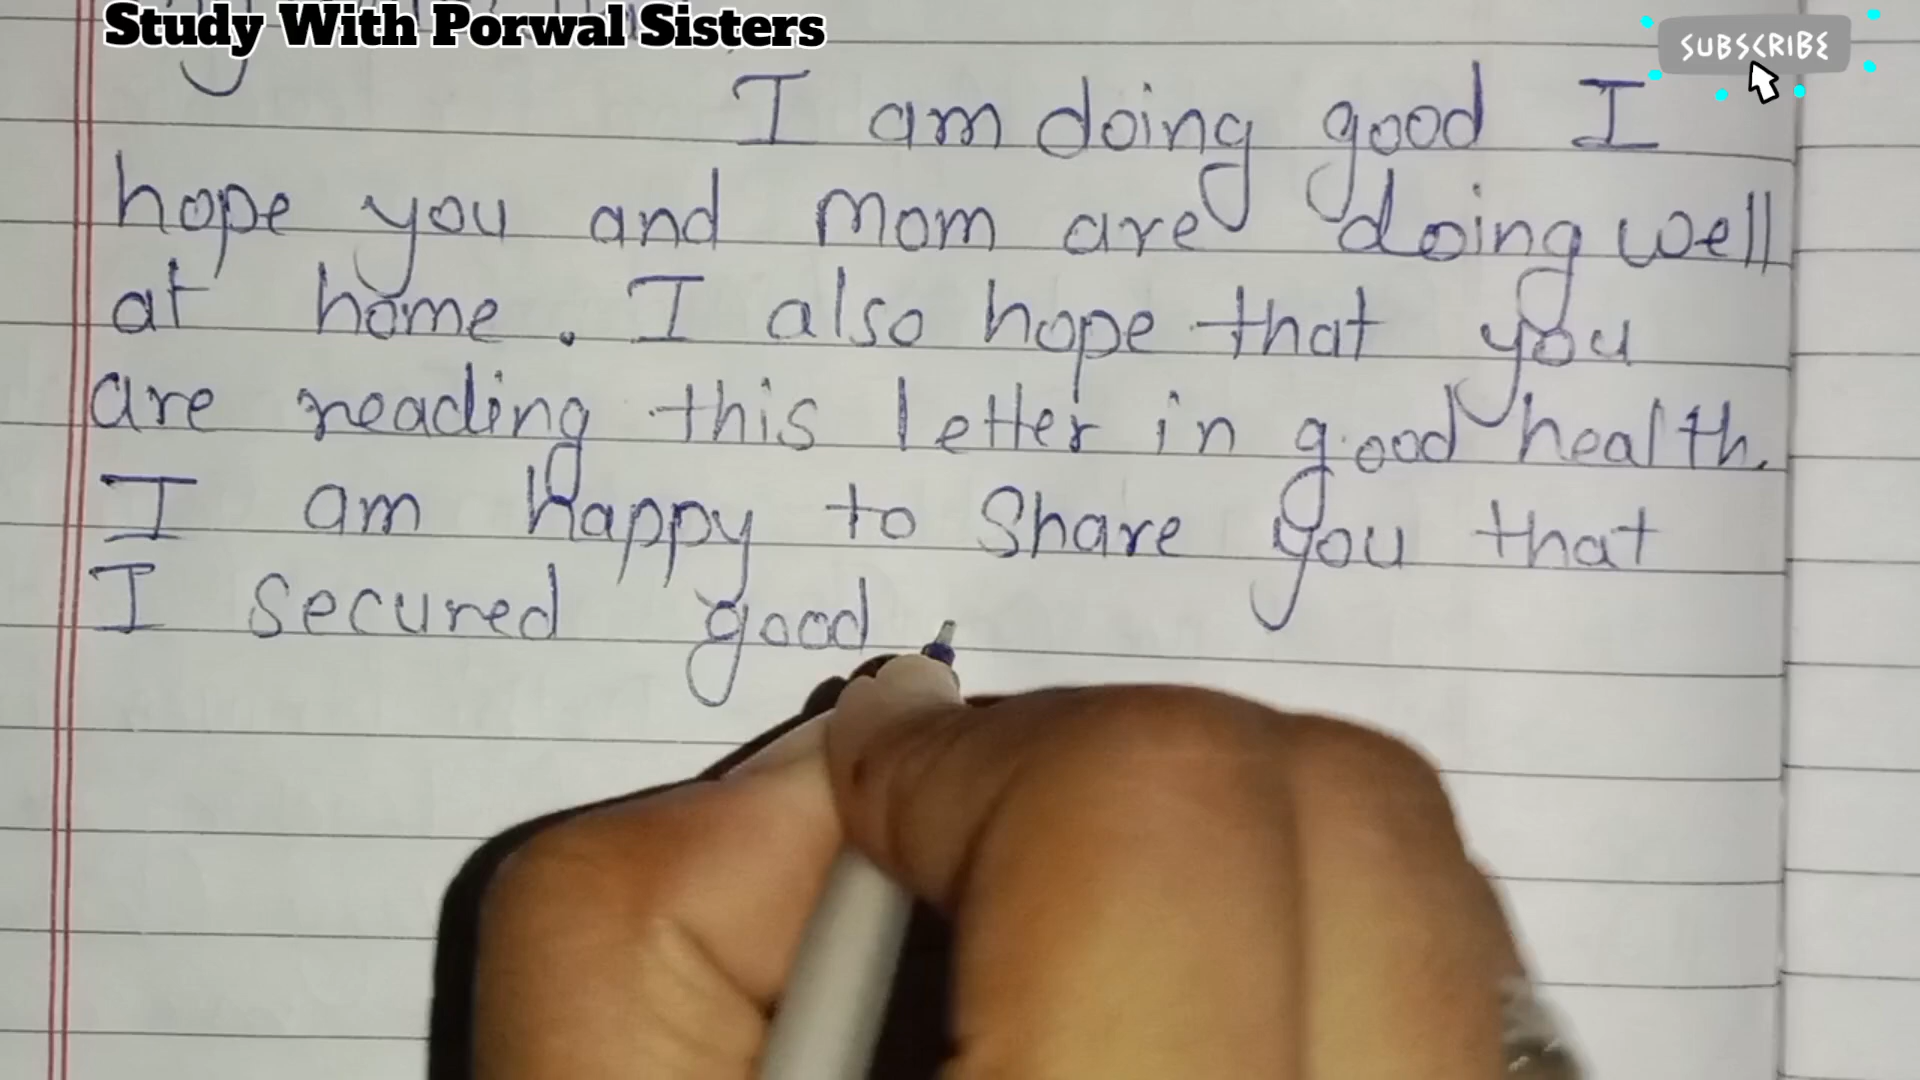 Study With Porwal Sisters
SUBSCRIBE
I am doing good I
hope you and mom are doing well
at home. I also hope that you
are reading this letter in good health.
I am happy to Share you that
I secured good